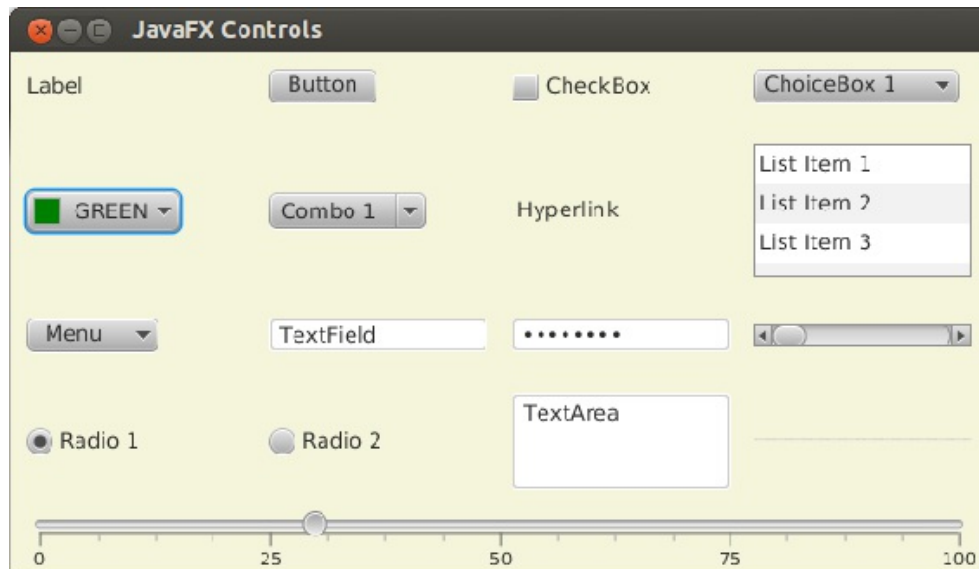 JavaFX Controls
Label
Button
CheckBox
ChoiceBox 1
GREEN
Combo 1
Hyperlink
List Item 1
List Item 2
List Item 3
Menu
TextField
••••••••
Radio 1
Radio 2
TextArea
0 25 50 75 100